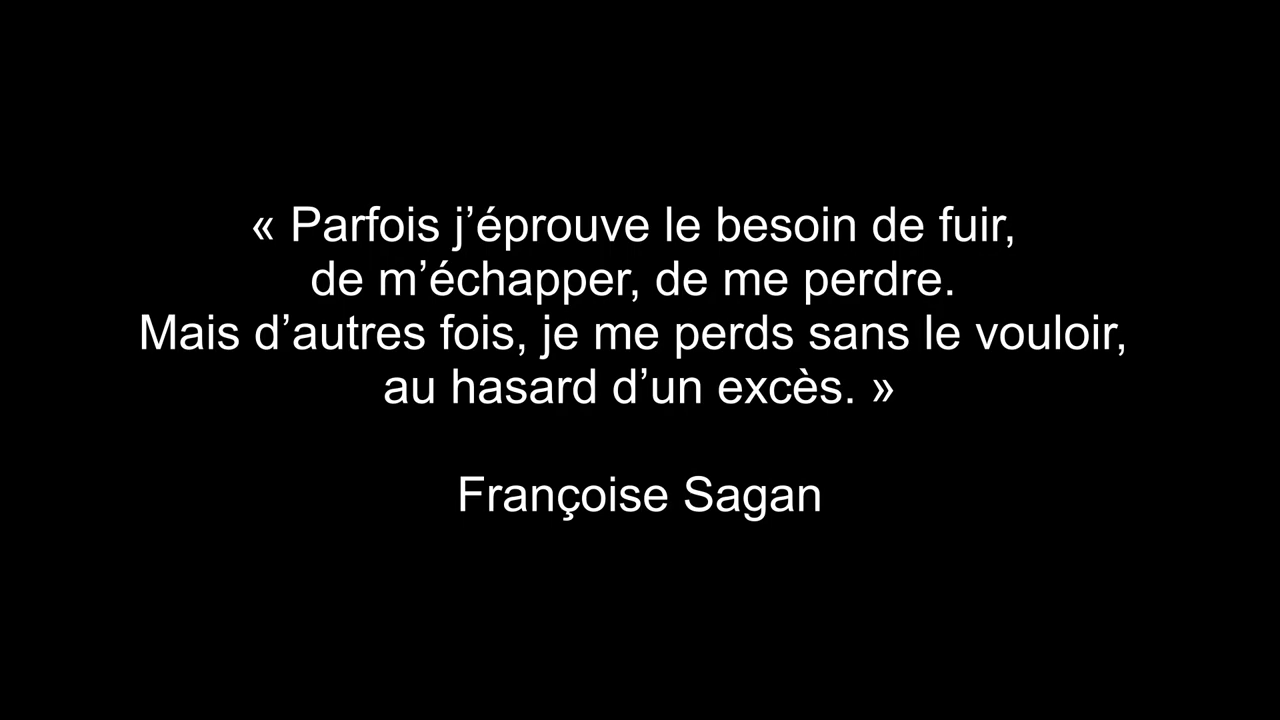 « Parfois j’éprouve le besoin de fuir,
de m’échapper, de me perdre.
Mais d’autres fois, je me perds sans le vouloir,
au hasard d’un excès. »
Françoise Sagan